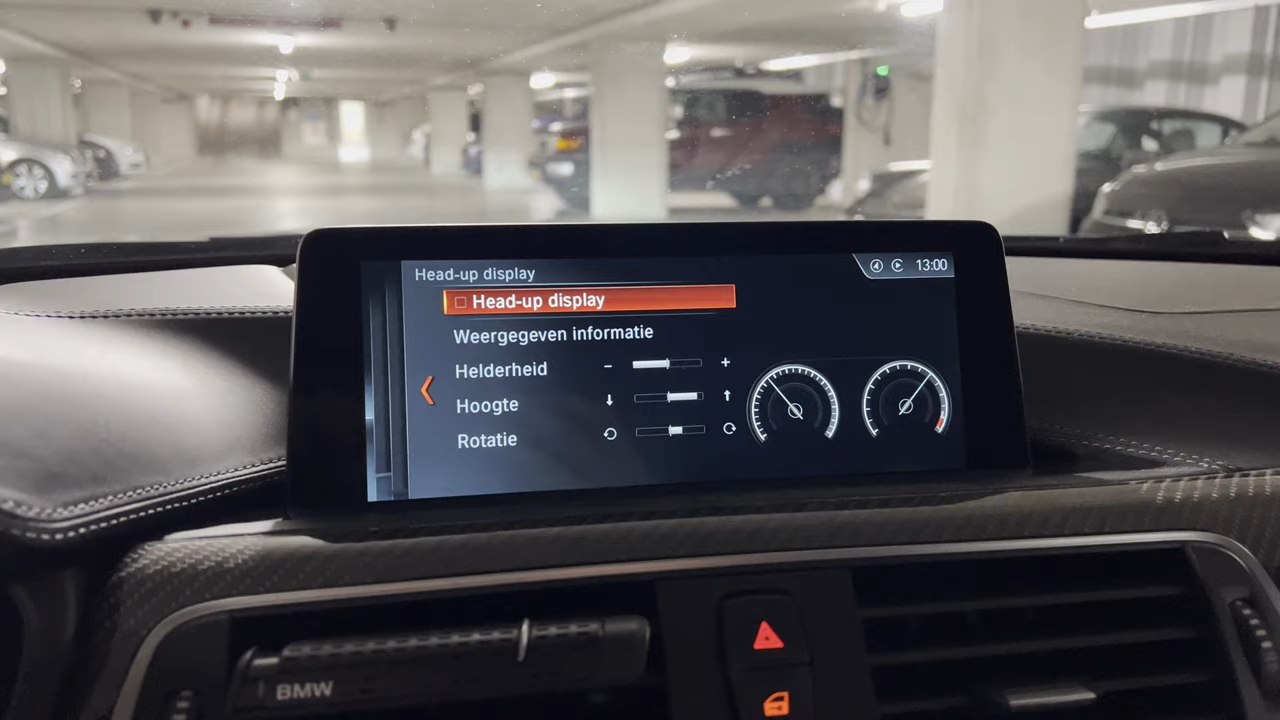 Head-up display
13:00
Head-up display
Weergegeven informatie
Helderheid
Hoogte
Rotatie
BMW